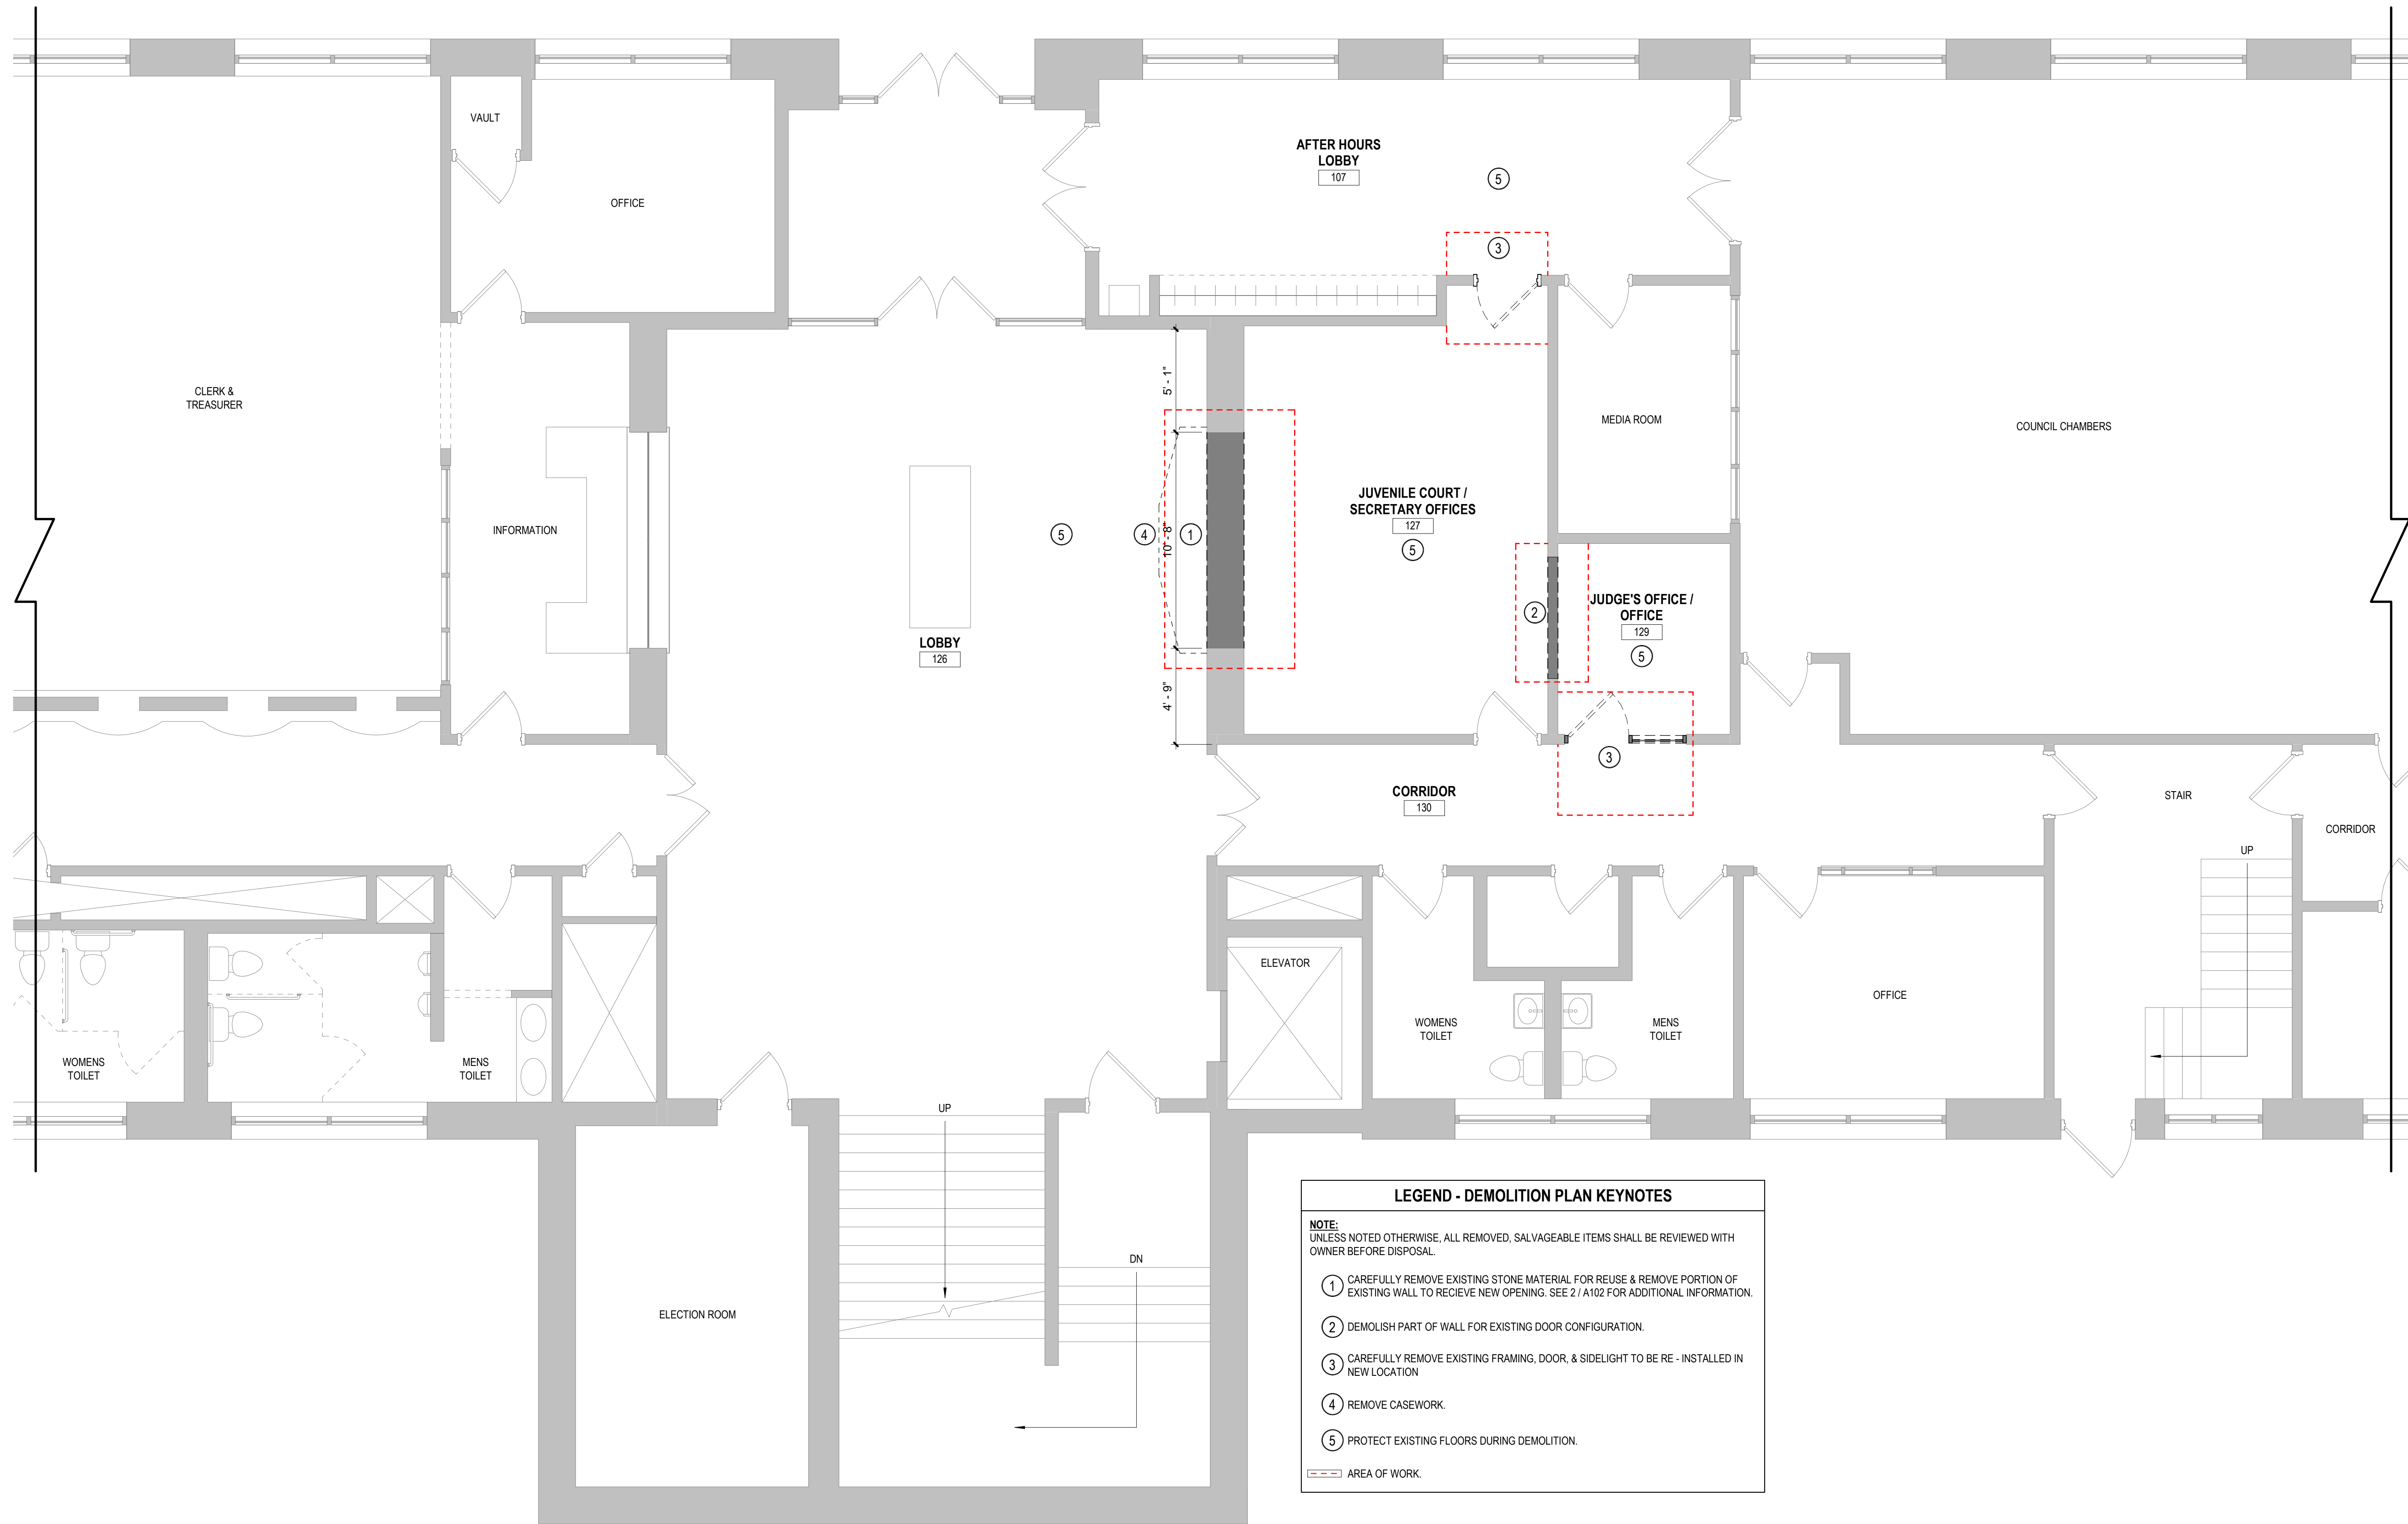 VAULT
OFFICE
AFTER HOURS
LOBBY
107
5
3
CLERK &
TREASURER
5' - 1"
MEDIA ROOM
COUNCIL CHAMBERS
INFORMATION
5
4
1
10' - 8"
JUVENILE COURT /
SECRETARY OFFICES
127
5
2
JUDGE'S OFFICE /
OFFICE
129
5
LOBBY
126
4' - 9"
3
CORRIDOR
130
STAIR
CORRIDOR
UP
ELEVATOR
OFFICE
WOMENS
TOILET
MENS
TOILET
WOMENS
TOILET
MENS
TOILET
UP
DN
ELECTION ROOM
LEGEND - DEMOLITION PLAN KEYNOTES
NOTE:
UNLESS NOTED OTHERWISE, ALL REMOVED, SALVAGEABLE ITEMS SHALL BE REVIEWED WITH
OWNER BEFORE DISPOSAL.
1 CAREFULLY REMOVE EXISTING STONE MATERIAL FOR REUSE & REMOVE PORTION OF
EXISTING WALL TO RECIEVE NEW OPENING. SEE 2 / A102 FOR ADDITIONAL INFORMATION.
2 DEMOLISH PART OF WALL FOR EXISTING DOOR CONFIGURATION.
3 CAREFULLY REMOVE EXISTING FRAMING, DOOR, & SIDELIGHT TO BE RE - INSTALLED IN
NEW LOCATION
4 REMOVE CASEWORK.
5 PROTECT EXISTING FLOORS DURING DEMOLITION.
AREA OF WORK.